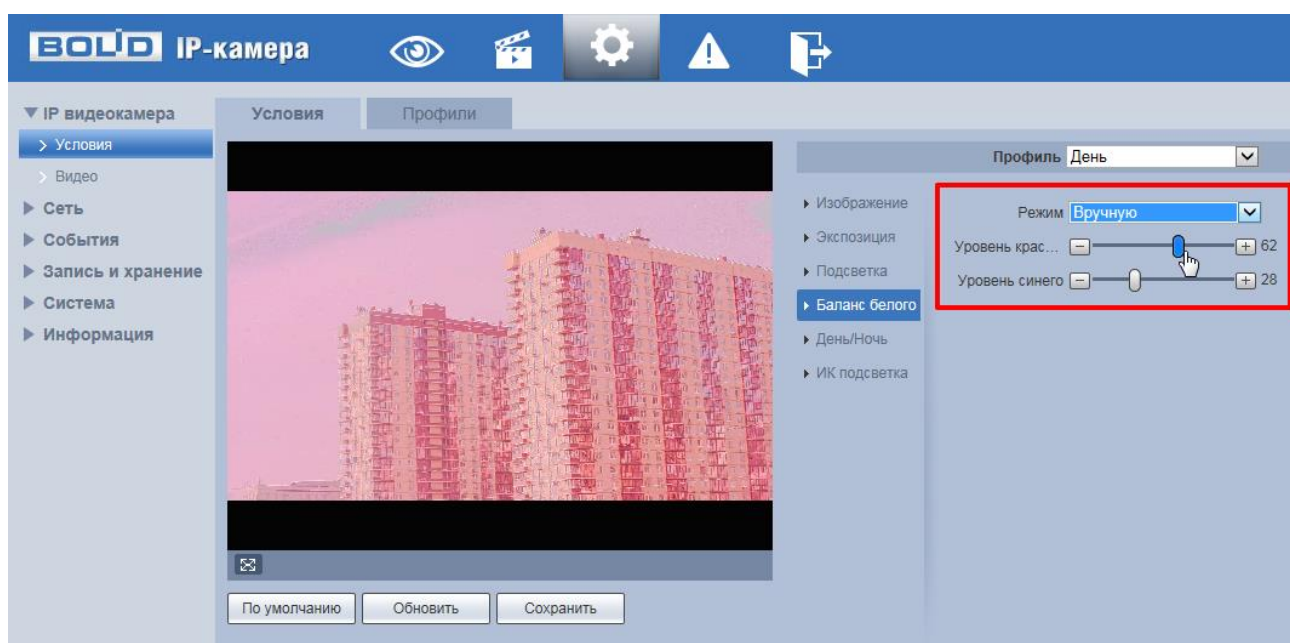 BOLID IP-камера
IP видеокамера
Условия
Видео
Сеть
События
Запись и хранение
Система
Информация
Условия Профили
По умолчанию Обновить Сохранить
Профиль День
Изображение
Экспозиция
Подсветка
Баланс белого
День/Ночь
ИК подсветка
Режим Вручную
Уровень крас... 62
Уровень синего 28